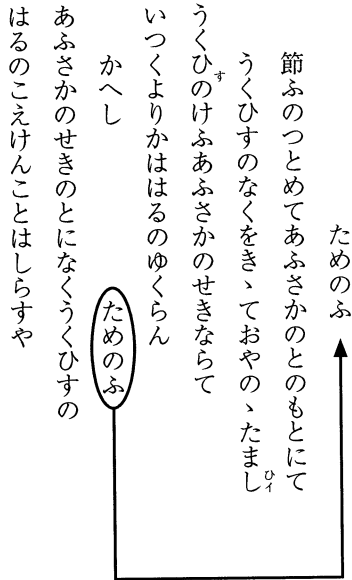 ためのふ
節ふのつとめてあふさかのとのもとにて
うくひすのなくをきゝておやのゝたましひイ
うくひすのけふあふさかのせきならて
いつくよりかははるのゆくらん
かへし
ためのふ
あふさかのせきのとになくうくひすの
はるのこえけんことはしらすや